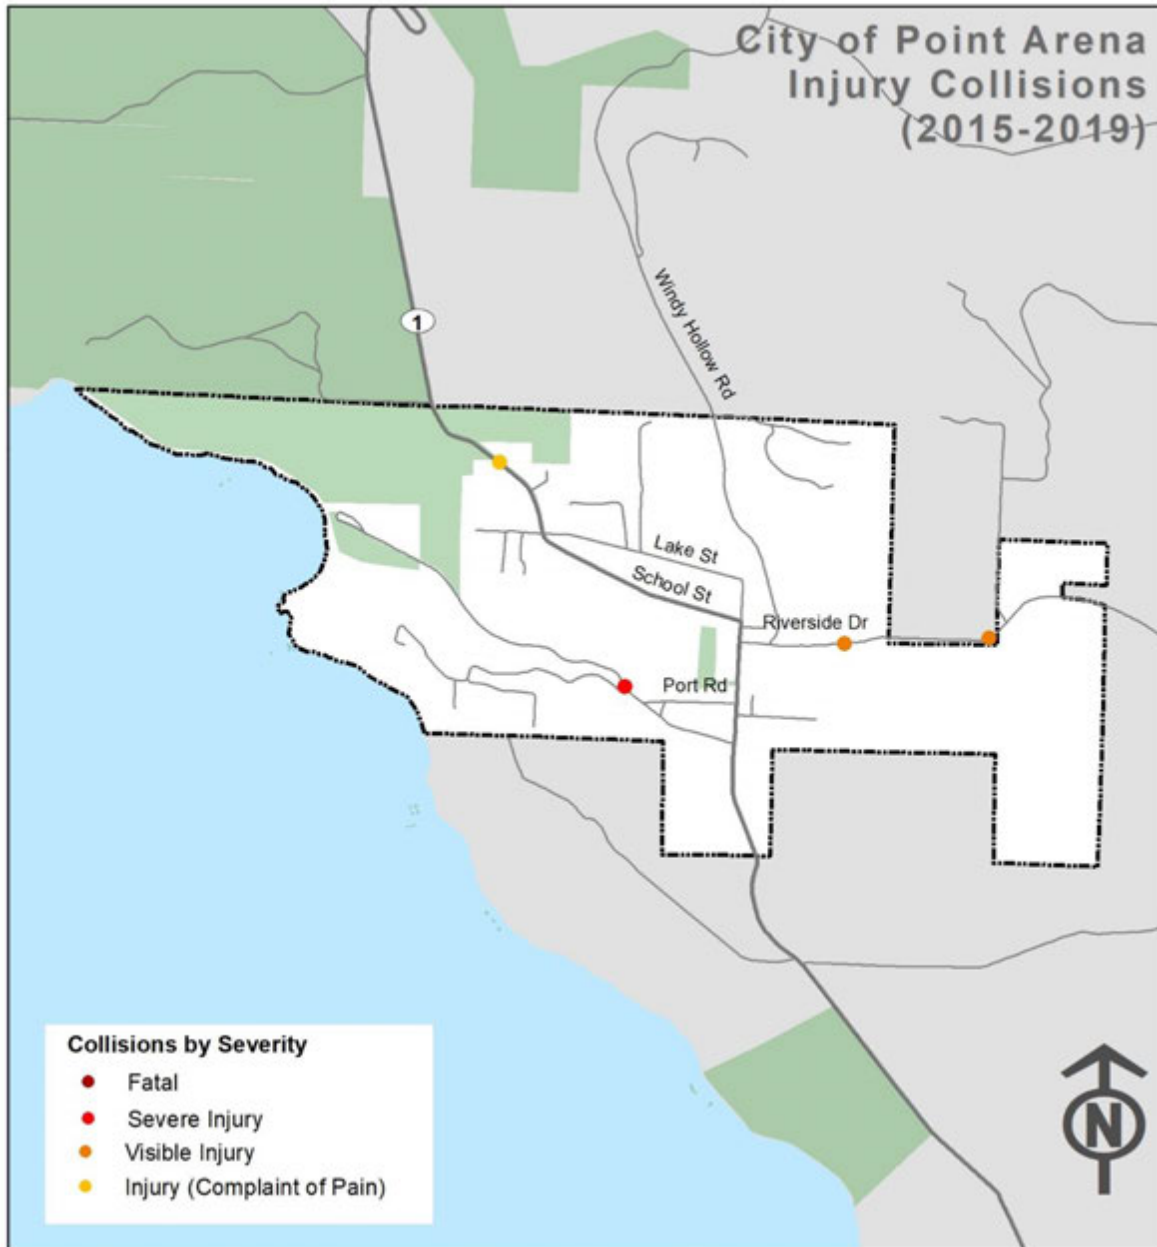 City of Point Arena
Injury Collisions
(2015-2019)
1
Windy Hollow Rd
Lake St
School St
Riverside Dr
Port Rd
Collisions by Severity
Fatal
Severe Injury
Visible Injury
Injury (Complaint of Pain)
N